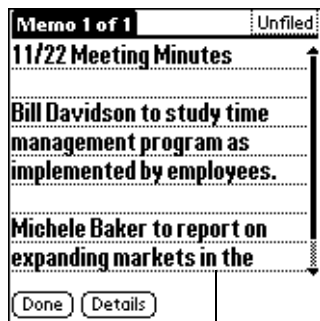 Memo 1 of 1
Unfiled
11/22 Meeting Minutes
Bill Davidson to study time
management program as
implemented by employees.
Michele Baker to report on
expanding markets in the
Done
Details